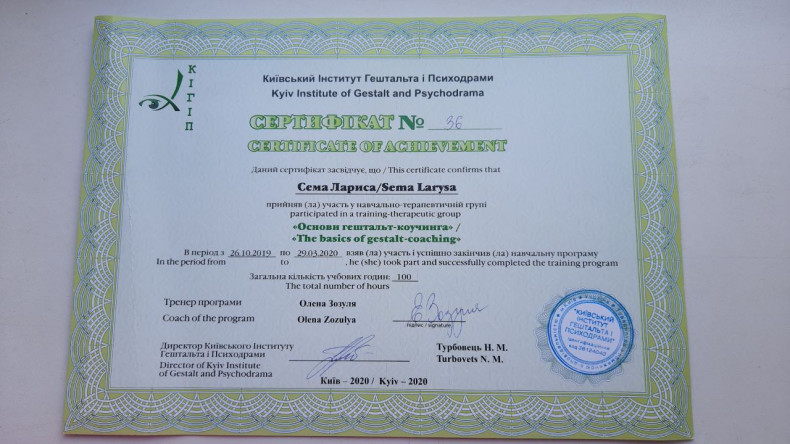 КІГІП
Київський Інститут Гештальта і Психодрами
Kyiv Institute of Gestalt and Psychodrama
СЕРТИФІКАТ № 36
CERTIFICATE OF ACHIEVEMENT
Даний сертифікат засвідчує, що / This certificate confirms that
Сема Лариса/Sema Larysa
прийняв (ла) участь у навчально-терапевтичній групі
participated in a training-therapeutic group
«Основи гештальт-коучинга» /
«The basics of gestalt-coaching»
В період з 26.10.2019 по 29.03.2020 взяв (ла) участь і успішно закінчив (ла) навчальну програму
In the period from to , he (she) took part and successfully completed the training program
Загальна кількість учбових годин: 100
The total number of hours
Тренер програми Олена Зозуля Е Зозуля
Coach of the program Olena Zozulya
підпис / signature
Директор Київського Інституту Турбовець Н. М.
Гештальта і Психодрами
Director of Kyiv Institute Turbovets N. M.
of Gestalt and Psychodrama
Київ – 2020 / Kyiv – 2020
"КИЇВСЬКИЙ
ІНСТИТУТ
ГЕШТАЛЬТА І
ПСИХОДРАМИ"